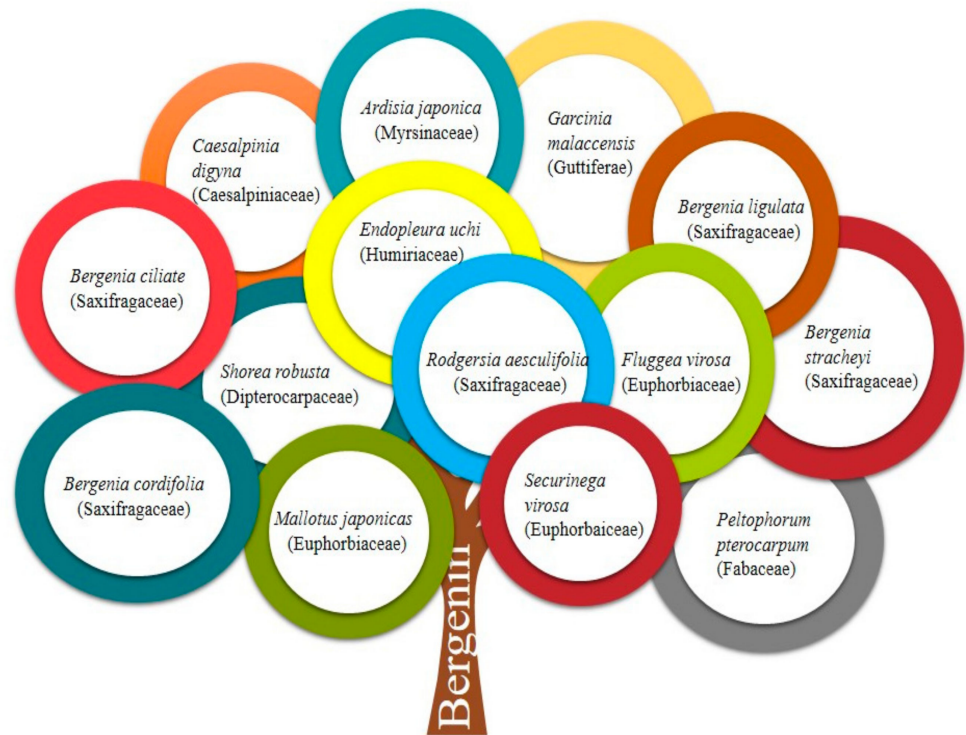 Ardisia japonica
(Myrsinaceae)
Garcinia
malaccensis
(Guttiferae)
Caesalpinia
digyna
(Caesalpiniaceae)
Bergenia ligulata
(Saxifragaceae)
Endopleura uchi
(Humiriaceae)
Bergenia ciliate
(Saxifragaceae)
Bergenia
stracheyi
(Saxifragaceae)
Shorea robusta
(Dipterocarpaceae)
Rodgersia aesculifolia
(Saxifragaceae)
Fluggea virosa
(Euphorbiaceae)
Bergenia cordifolia
(Saxifragaceae)
Mallotus japonicas
(Euphorbiaceae)
Securinega
virosa
(Euphorbaiceae)
Peltophorum
pterocarpum
(Fabaceae)
Bergenin